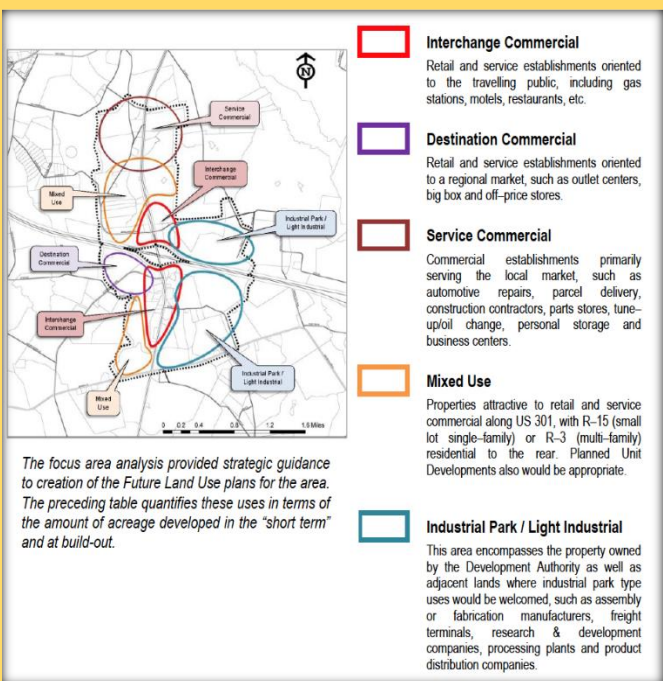 N
Service
Commercial
Interchange
Commercial
Mixed
Use
Industrial Park /
Light Industrial
Destination
Commercial
Interchange
Commercial
Industrial Park /
Light Industrial
Mixed
Use
0 0.2 0.4 0.8 1.2 1.6 Miles
The focus area analysis provided strategic guidance
to creation of the Future Land Use plans for the area.
The preceding table quantifies these uses in terms of
the amount of acreage developed in the “short term”
and at build-out.
Interchange Commercial
Retail and service establishments oriented
to the travelling public, including gas
stations, motels, restaurants, etc.
Destination Commercial
Retail and service establishments oriented
to a regional market, such as outlet centers,
big box and off–price stores.
Service Commercial
Commercial establishments primarily
serving the local market, such as
automotive repairs, parcel delivery,
construction contractors, parts stores, tune–
up/oil change, personal storage and
business centers.
Mixed Use
Properties attractive to retail and service
commercial along US 301, with R–15 (small
lot single–family) or R–3 (multi–family)
residential to the rear. Planned Unit
Developments also would be appropriate.
Industrial Park / Light Industrial
This area encompasses the property owned
by the Development Authority as well as
adjacent lands where industrial park type
uses would be welcomed, such as assembly
or fabrication manufacturers, freight
terminals, research & development
companies, processing plants and product
distribution companies.